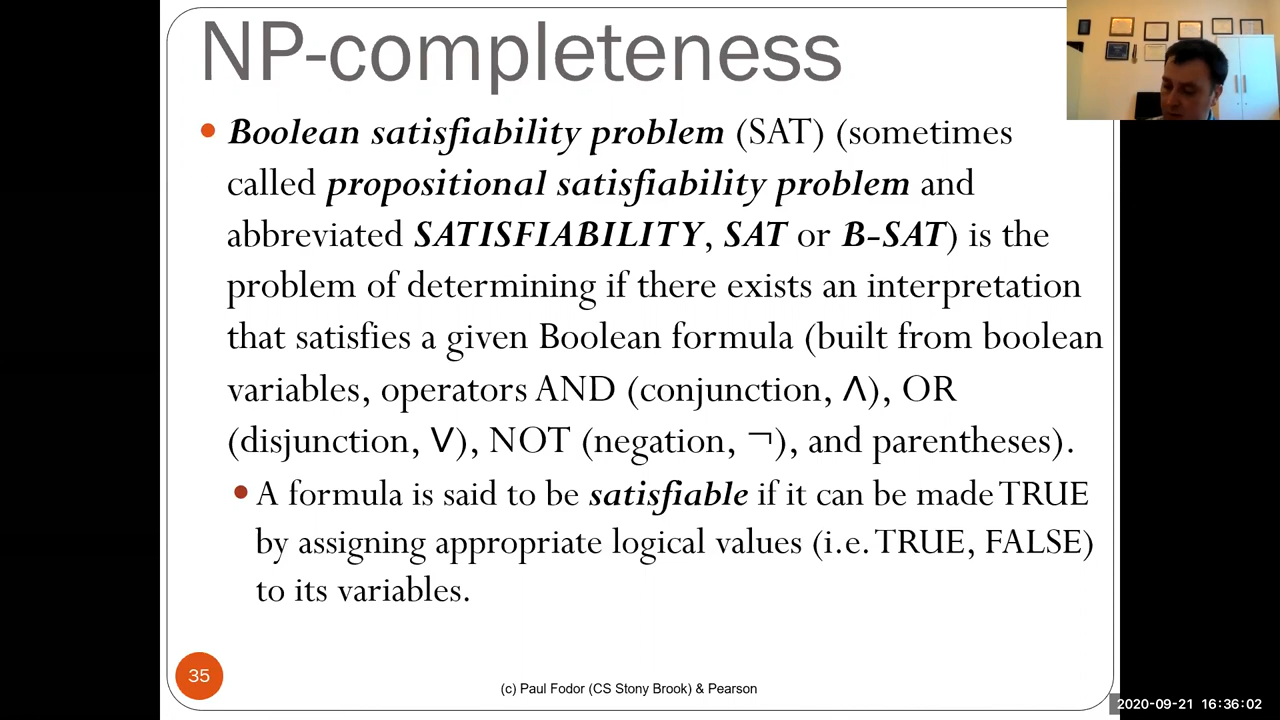 NP-completeness
• Boolean satisfiability problem (SAT) (sometimes
called propositional satisfiability problem and
abbreviated SATISFIABILITY, SAT or B-SAT) is the
problem of determining if there exists an interpretation
that satisfies a given Boolean formula (built from boolean
variables, operators AND (conjunction, ∧), OR
(disjunction, ∨), NOT (negation, ¬), and parentheses).
• A formula is said to be satisfiable if it can be made TRUE
by assigning appropriate logical values (i.e. TRUE, FALSE)
to its variables.
35
(c) Paul Fodor (CS Stony Brook) & Pearson
2020-09-21 16:36:02